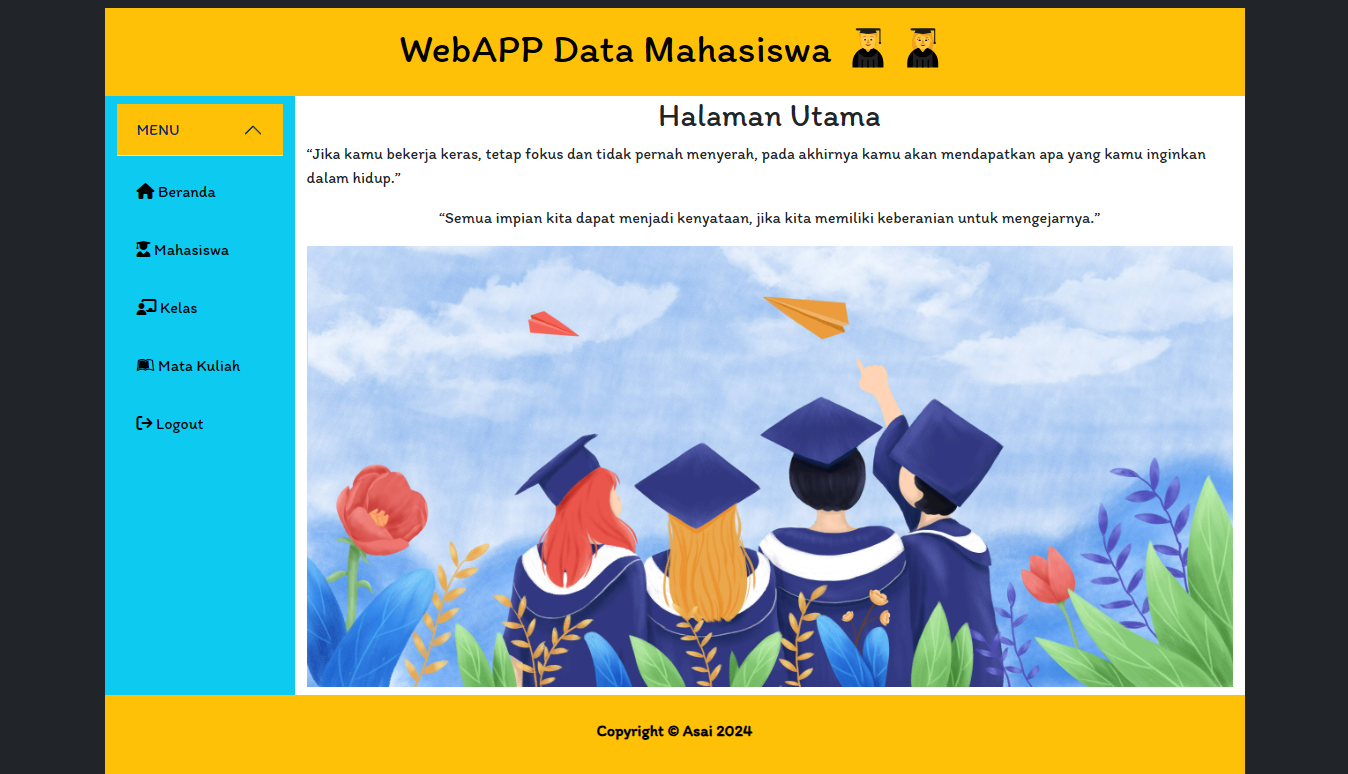 WebAPP Data Mahasiswa
MENU
Beranda
Mahasiswa
Kelas
Mata Kuliah
Logout
Halaman Utama
“Jika kamu bekerja keras, tetap fokus dan tidak pernah menyerah, pada akhirnya kamu akan mendapatkan apa yang kamu inginkan
dalam hidup.”
“Semua impian kita dapat menjadi kenyataan, jika kita memiliki keberanian untuk mengejarnya.”
Copyright © Asai 2024